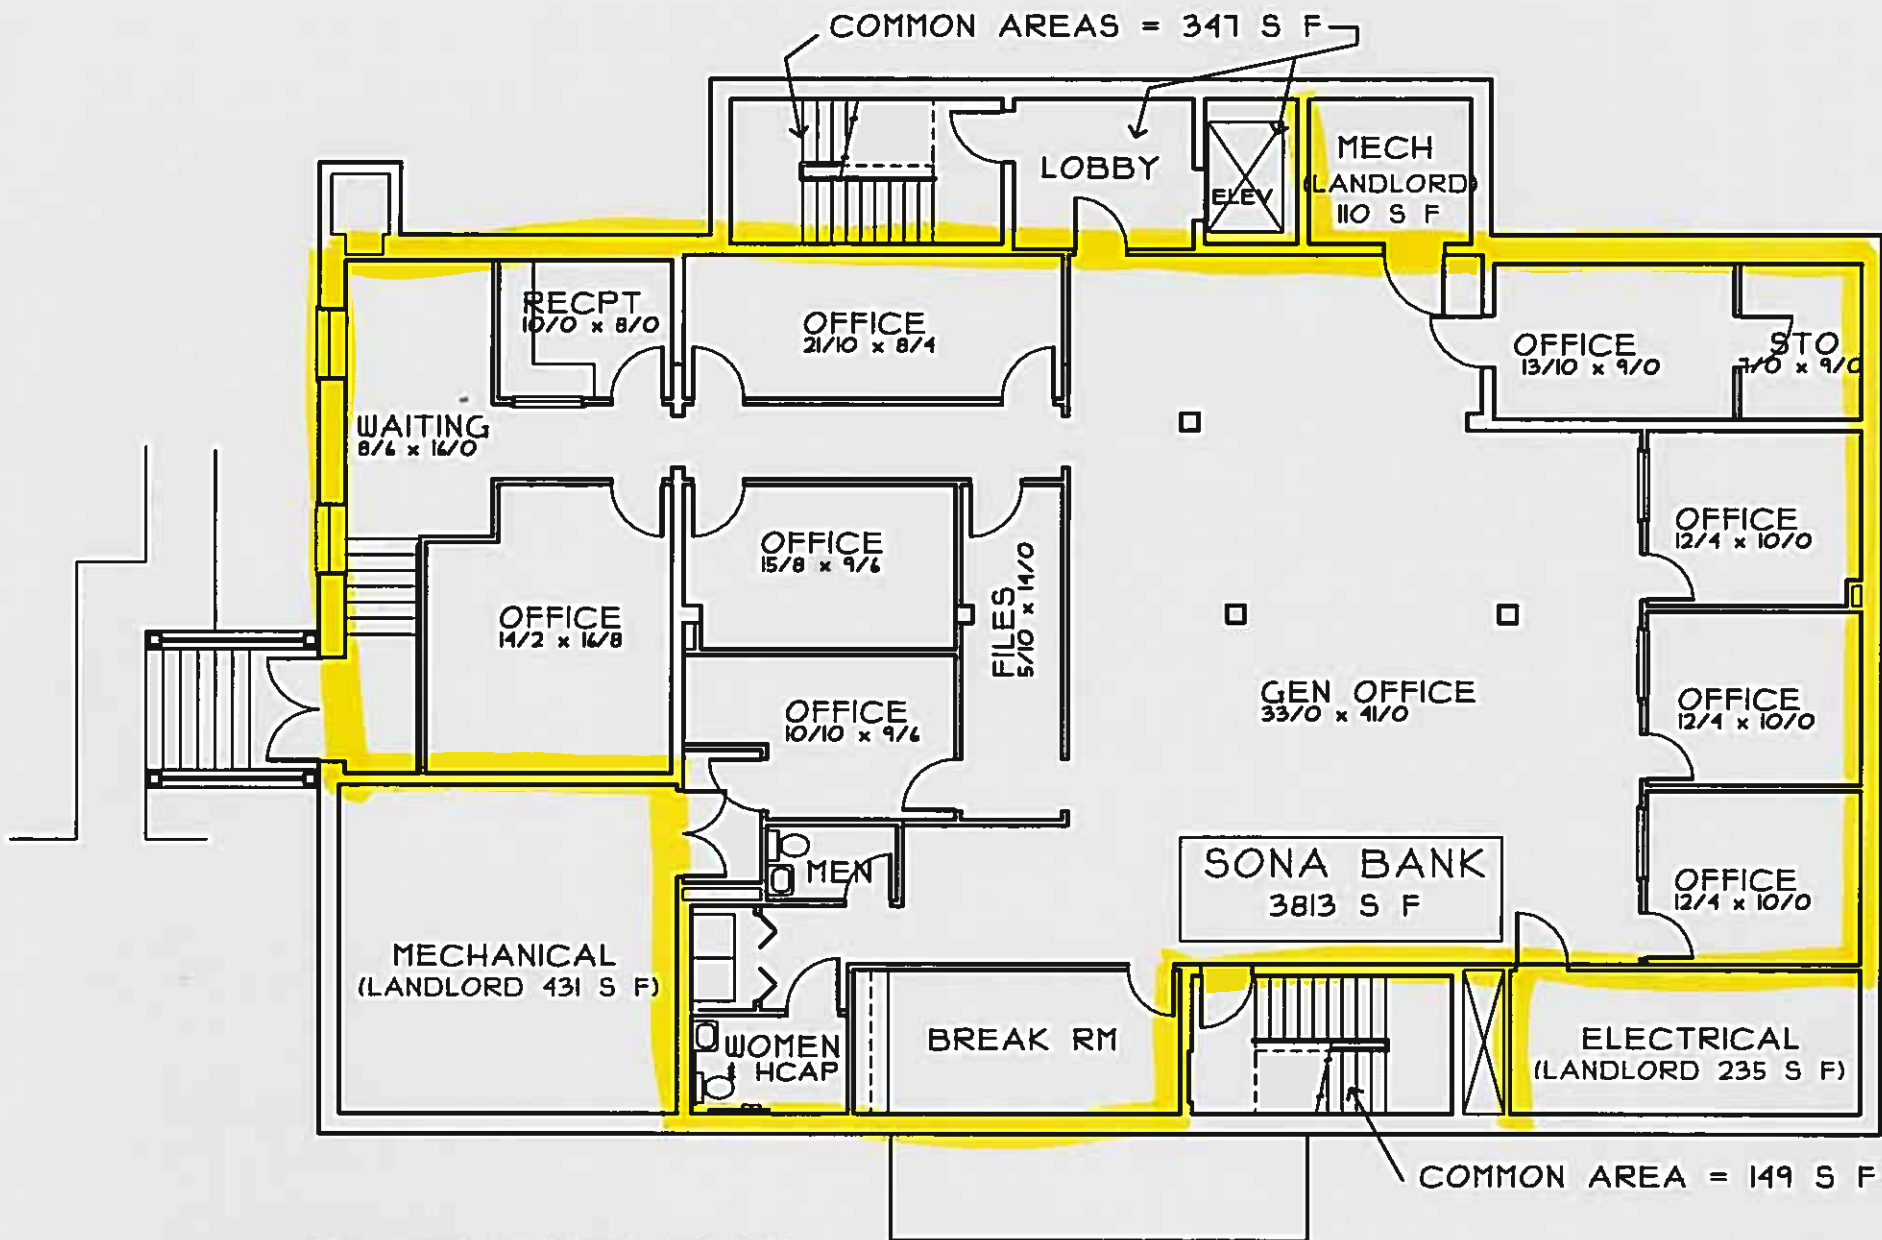 COMMON AREAS = 347 S F
LOBBY
ELEV
MECH
(LANDLORD)
110 S F
RECPT
10/0 x 8/0
OFFICE
21/10 x 8/4
OFFICE
13/10 x 9/0
STO
7/0 x 9/0
WAITING
8/6 x 16/0
OFFICE
15/8 x 9/6
FILES
5/10 x 14/0
OFFICE
12/4 x 10/0
OFFICE
14/2 x 16/8
OFFICE
10/10 x 9/6
GEN OFFICE
33/0 x 41/0
OFFICE
12/4 x 10/0
MEN
SONA BANK
3813 S F
OFFICE
12/4 x 10/0
MECHANICAL
(LANDLORD 431 S F)
WOMEN
& HCAP
BREAK RM
ELECTRICAL
(LANDLORD 235 S F)
COMMON AREA = 149 S F